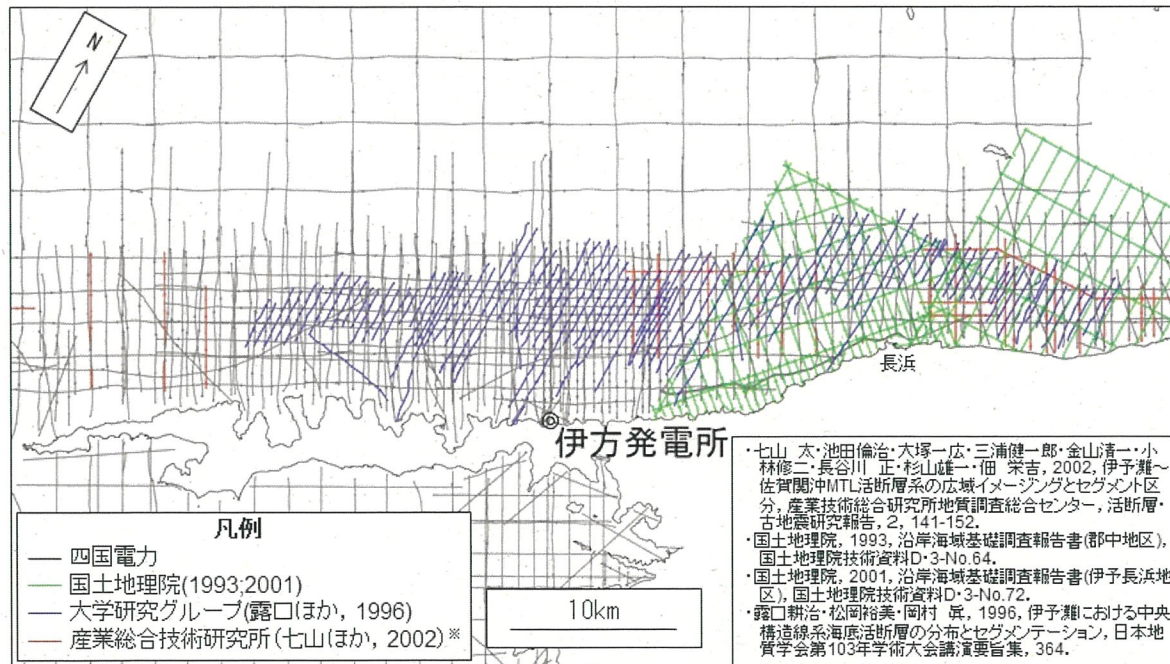 N
長浜
伊方発電所
凡例
四国電力
国土地理院(1993;2001)
大学研究グループ(露口ほか, 1996)
産業総合技術研究所(七山ほか, 2002)※
10km
・七山 太・池田倫治・大塚一広・三浦健一郎・金山清一・小
林修二・長谷川 正・杉山雄一・佃 栄吉, 2002, 伊予灘~
佐賀関沖MTL活断層系の広域イメージングとセグメント区
分, 産業技術総合研究所地質調査総合センター, 活断層・
古地震研究報告, 2, 141-152.
・国土地理院, 1993, 沿岸海域基礎調査報告書(郡中地区),
国土地理院技術資料D・3-No.64.
・国土地理院, 2001, 沿岸海域基礎調査報告書(伊予長浜地
区), 国土地理院技術資料D・3-No.72.
・露口耕治・松岡裕美・岡村 眞, 1996, 伊予灘における中央
構造線系海底活断層の分布とセグメンテーション, 日本地
質学会第103年学術大会講演要旨集, 364.